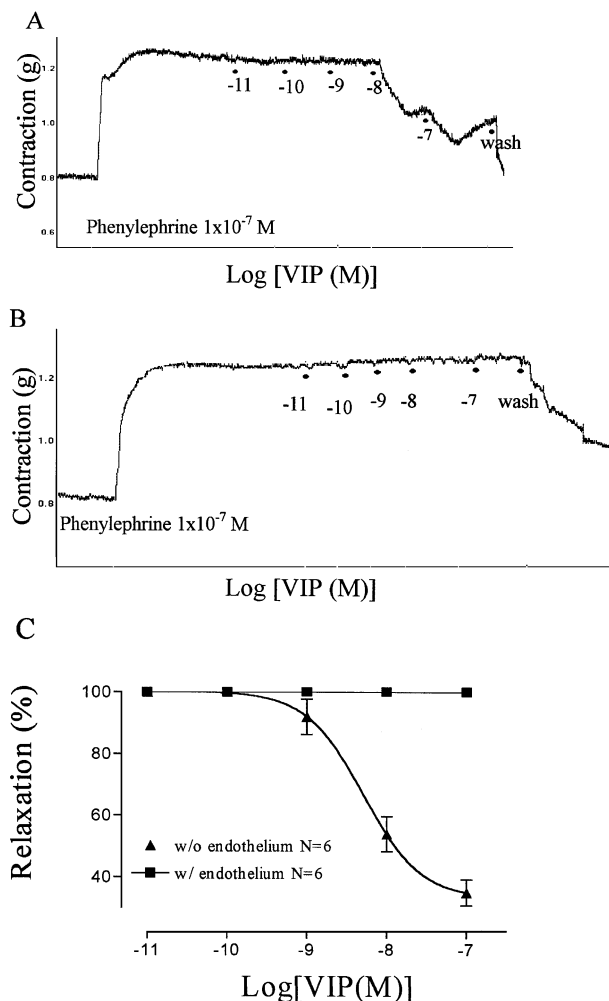 A
Contraction (g)
1.2
1.0
0.8
0.6
-11
-10
-9
-8
-7
wash
Phenylephrine 1x10⁻⁷ M
Log [VIP (M)]
B
Contraction (g)
1.2
1.0
0.8
-11
-10
-9
-8
-7
wash
Phenylephrine 1x10⁻⁷ M
Log [VIP (M)]
C
Relaxation (%)
100
80
60
40
w/o endothelium N=6
w/ endothelium N=6
-11
-10
-9
-8
-7
Log[VIP(M)]